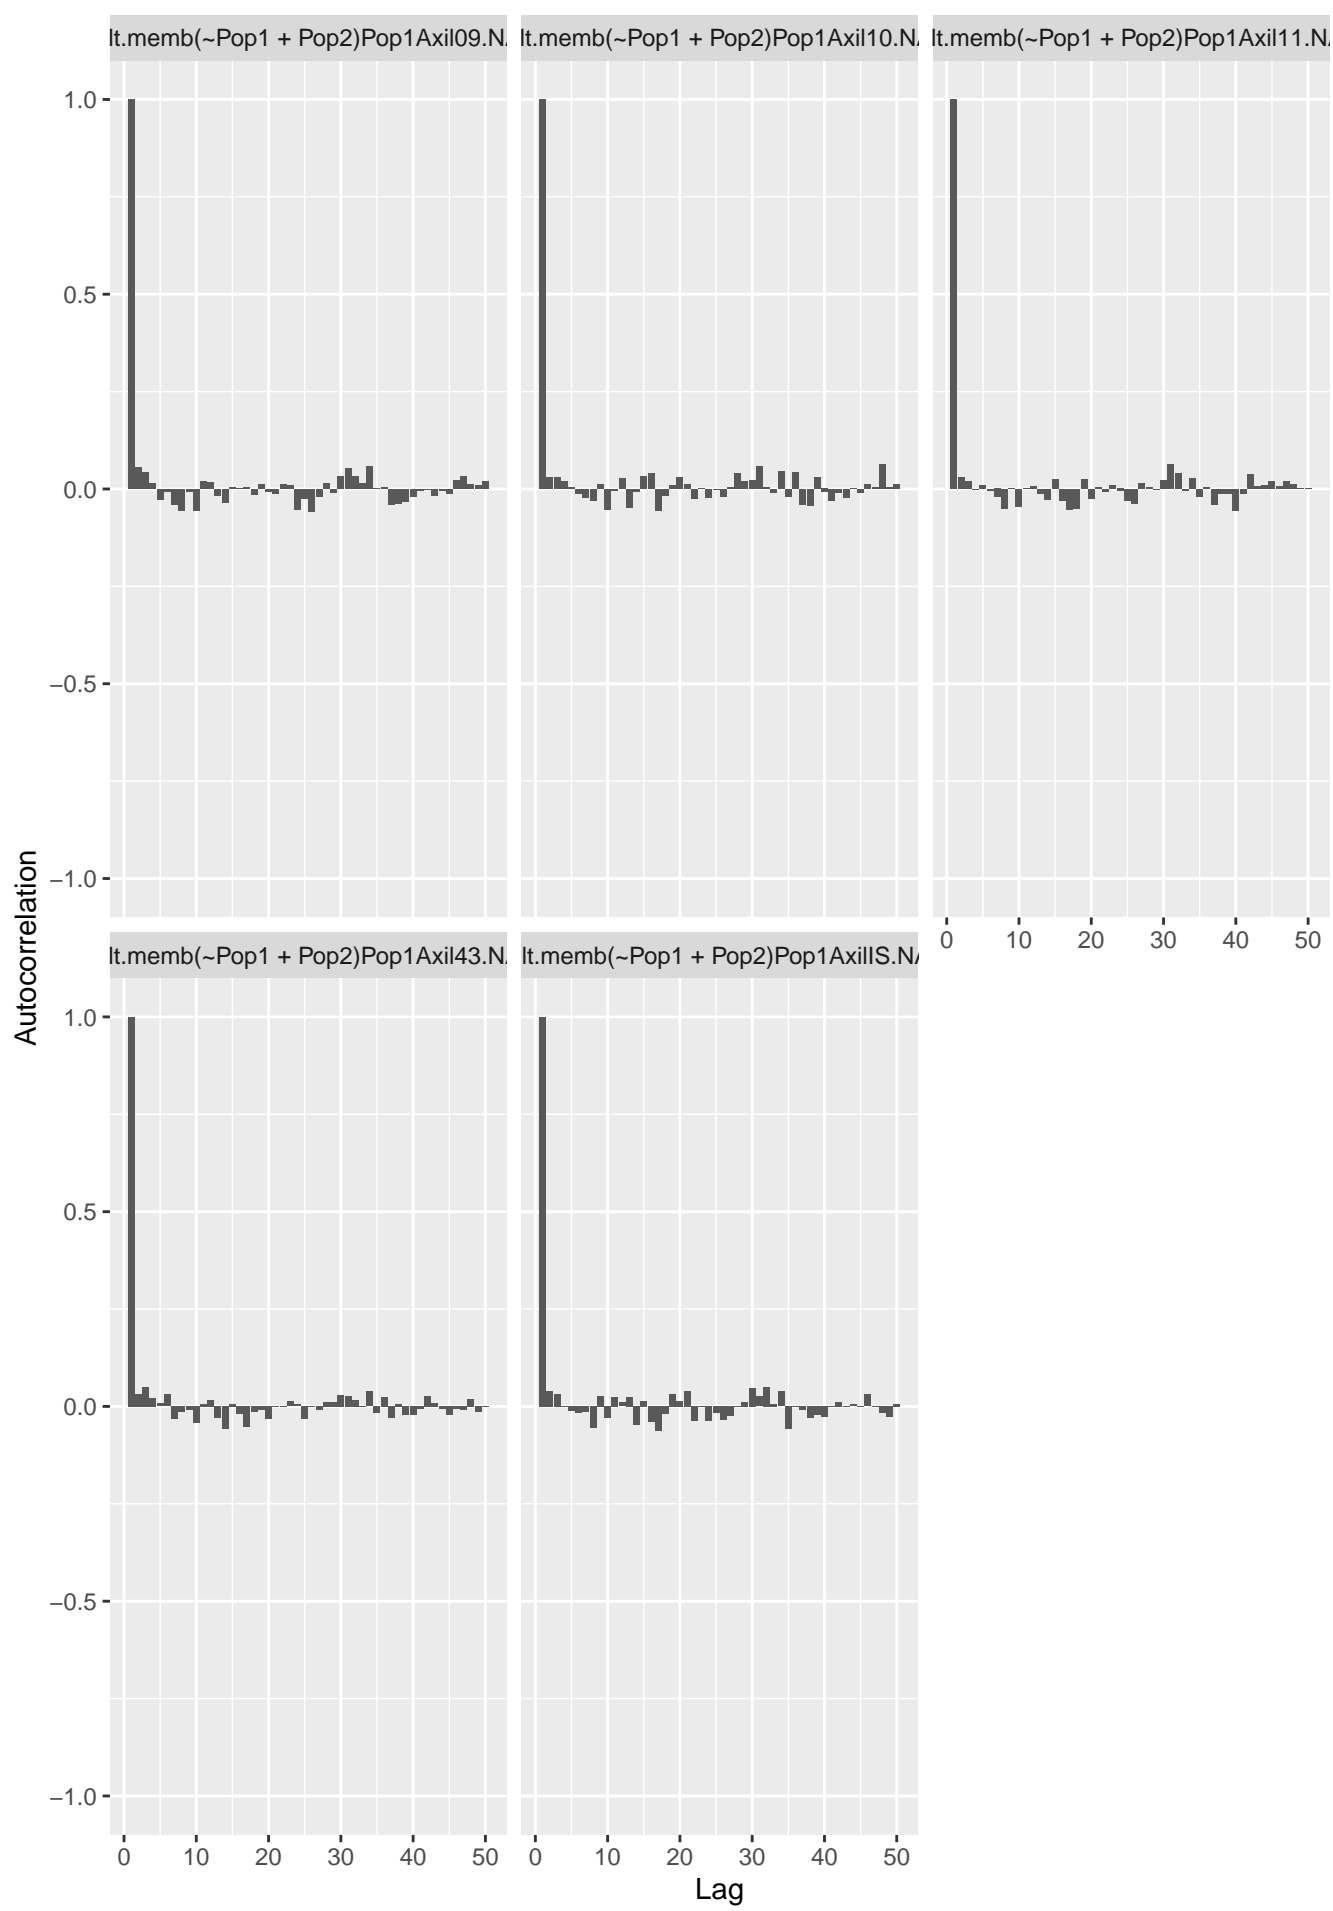 lt.memb(~Pop1 + Pop2)Pop1Axil09.N
lt.memb(~Pop1 + Pop2)Pop1Axil10.N
lt.memb(~Pop1 + Pop2)Pop1Axil11.N
1.0
0.5
0.0
−0.5
−1.0
0 10 20 30 40 50
Autocorrelation
lt.memb(~Pop1 + Pop2)Pop1Axil43.N
lt.memb(~Pop1 + Pop2)Pop1AxilIS.NA
1.0
0.5
0.0
−0.5
−1.0
0 10 20 30 40 50
0 10 20 30 40 50
Lag